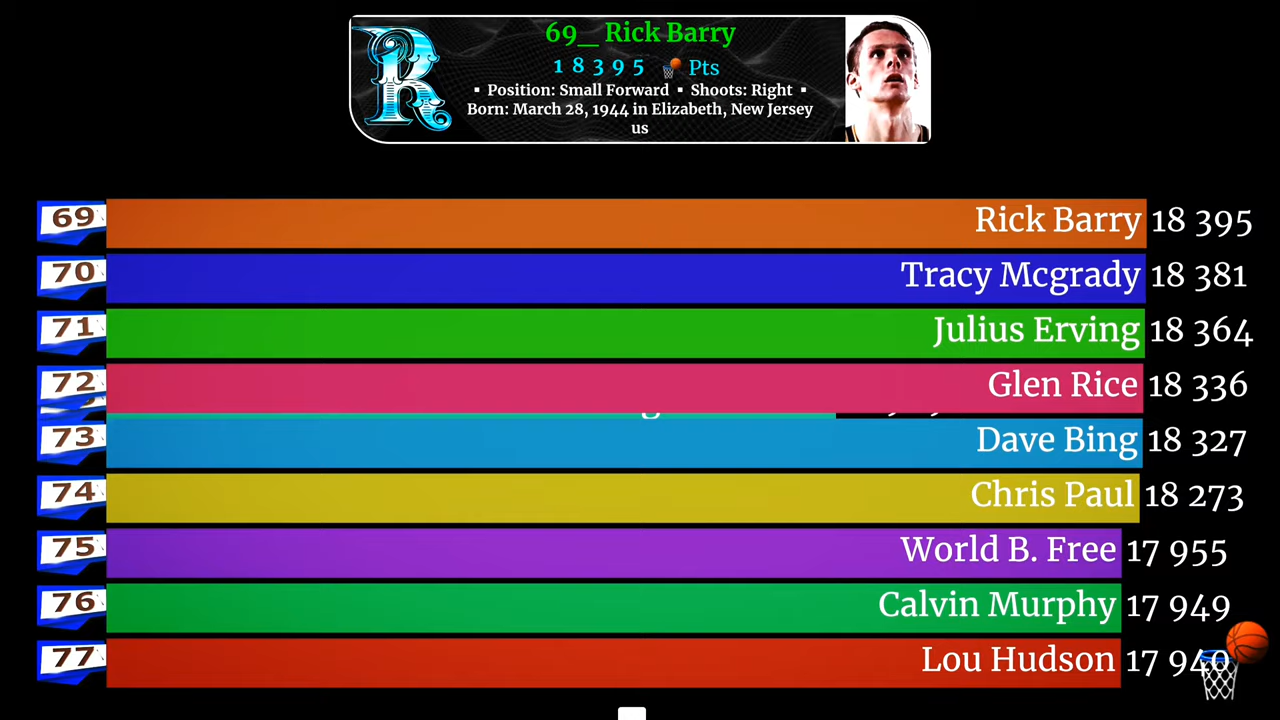 69_ Rick Barry
18395 Pts
▪ Position: Small Forward ▪ Shoots: Right ▪
Born: March 28, 1944 in Elizabeth, New Jersey
us
R
69 Rick Barry 18 395
70 Tracy Mcgrady 18 381
71 Julius Erving 18 364
72 Glen Rice 18 336
73 Dave Bing 18 327
74 Chris Paul 18 273
75 World B. Free 17 955
76 Calvin Murphy 17 949
77 Lou Hudson 17 940